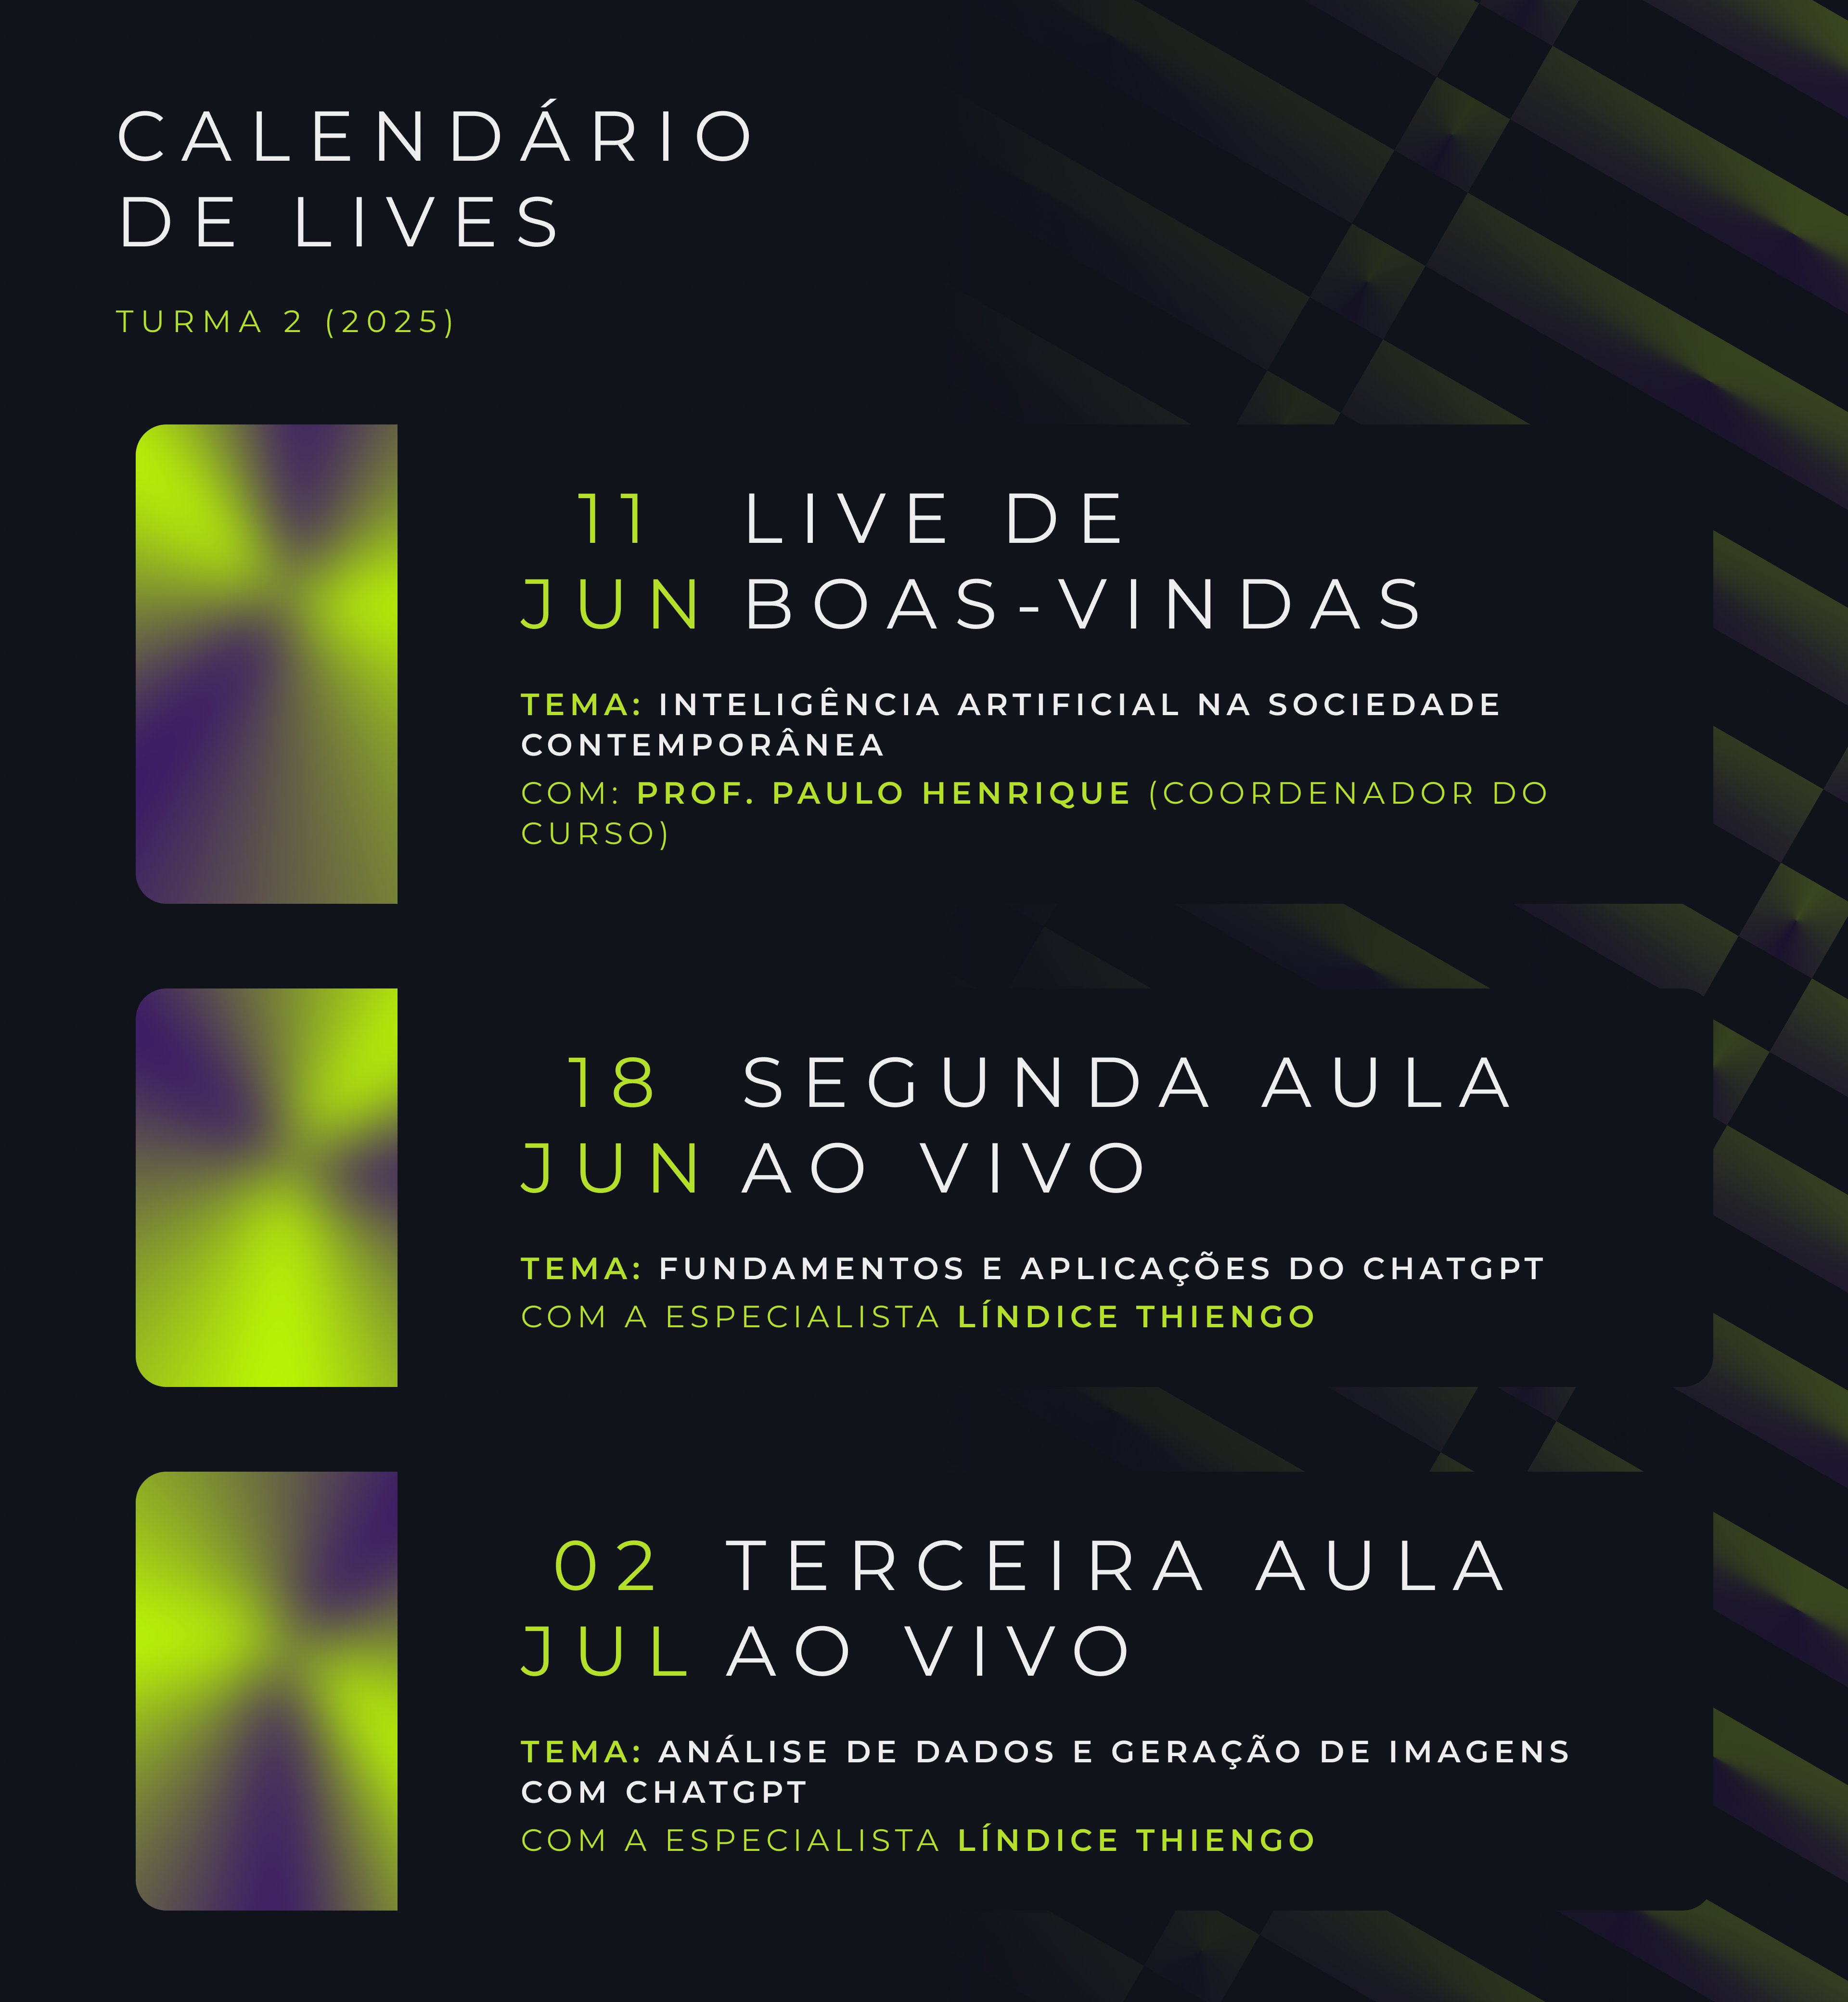 CALENDÁRIO
DE LIVES
TURMA 2 (2025)
11 LIVE DE
JUN BOAS-VINDAS
TEMA: INTELIGÊNCIA ARTIFICIAL NA SOCIEDADE
CONTEMPORÂNEA
COM: PROF. PAULO HENRIQUE (COORDENADOR DO
CURSO)
18 SEGUNDA AULA
JUN AO VIVO
TEMA: FUNDAMENTOS E APLICAÇÕES DO CHATGPT
COM A ESPECIALISTA LÍNDICE THIENGO
02 TERCEIRA AULA
JUL AO VIVO
TEMA: ANÁLISE DE DADOS E GERAÇÃO DE IMAGENS
COM CHATGPT
COM A ESPECIALISTA LÍNDICE THIENGO